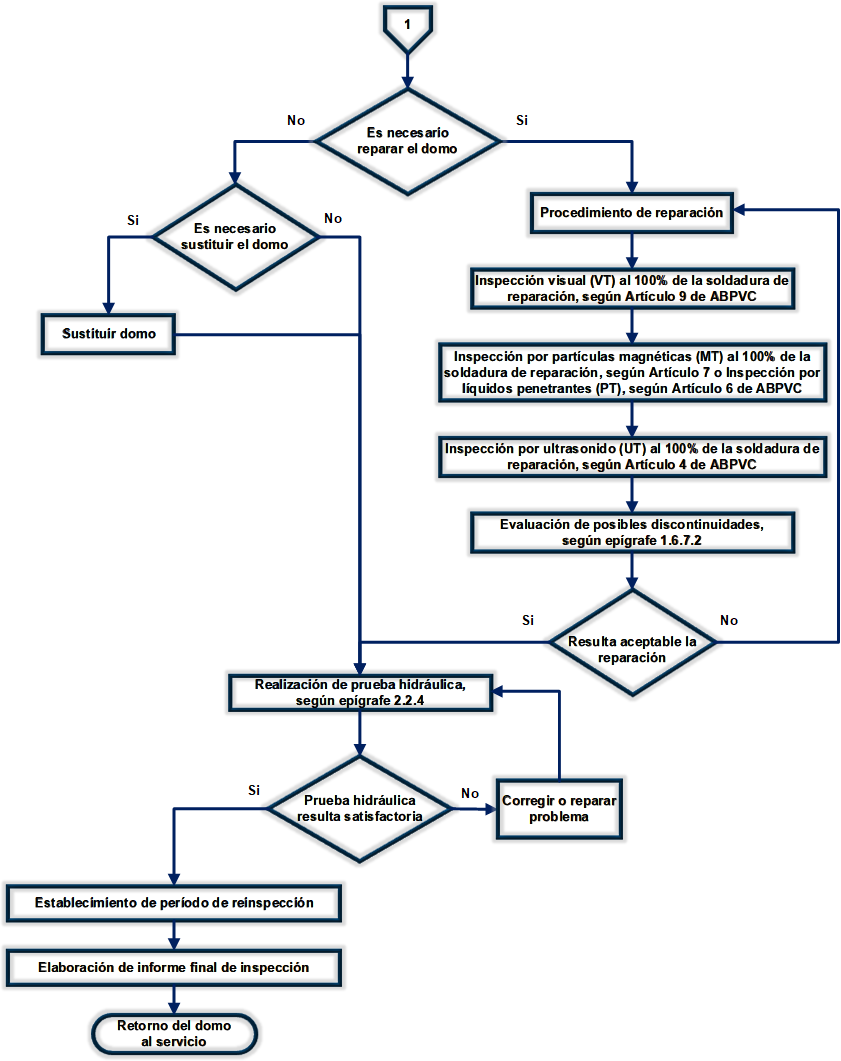 1
Es necesario
reparar el domo
No
Si
Es necesario
sustituir el domo
Si
No
Procedimiento de reparación
Inspección visual (VT) al 100% de la soldadura de
reparación, según Artículo 9 de ABPVC
Sustituír domo
Inspección por partículas magnéticas (MT) al 100% de la
soldadura de reparación, según Artículo 7 o Inspección por
líquidos penetrantes (PT), según Artículo 6 de ABPVC
Inspección por ultrasonido (UT) al 100% de la soldadura de
reparación, según Artículo 4 de ABPVC
Evaluación de posibles discontinuidades,
según epígrafe 1.6.7.2
Si
No
Resulta aceptable la
reparación
Realización de prueba hidráulica,
según epígrafe 2.2.4
Si
No
Prueba hidráulica
resulta satisfactoria
Corregir o reparar
problema
Establecimiento de período de reinspección
Elaboración de informe final de inspección
Retorno del domo
al servicio